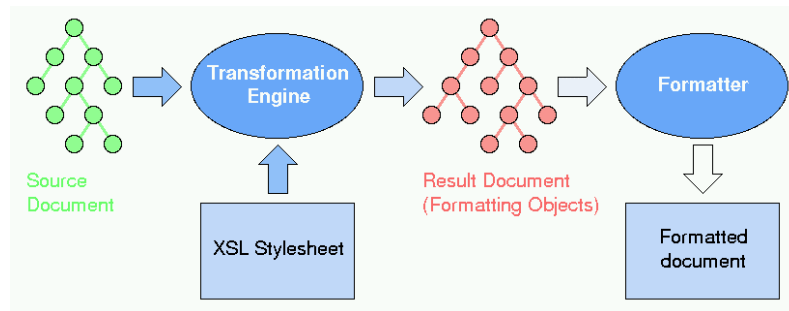 Transformation
Engine
Formatter
Source
Document
Result Document
(Formatting Objects)
XSL Stylesheet
Formatted
document